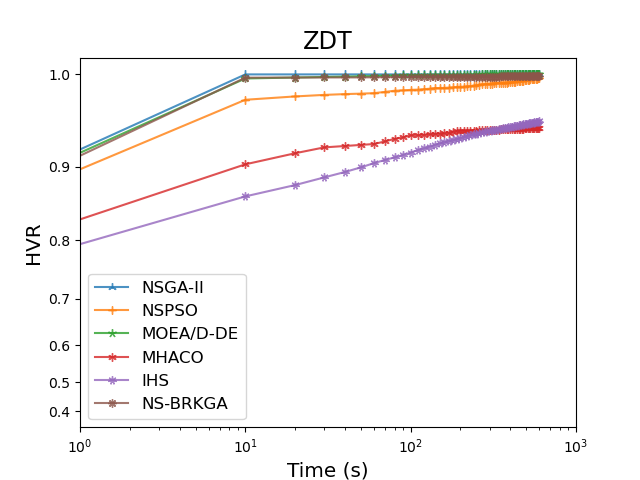 ZDT
HVR
1.0
0.9
0.8
0.7
0.6
0.5
0.4
NSGA-II
NSPSO
MOEA/D-DE
MHACO
IHS
NS-BRKGA
10⁰ 10¹ 10² 10³
Time (s)